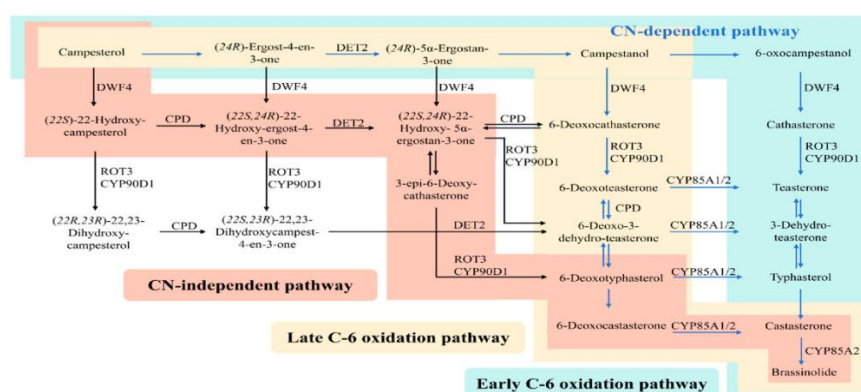 CN-dependent pathway
Campesterol
(24R)-Ergost-4-en-
3-one
DET2
(24R)-5α-Ergostan-
3-one
Campestanol
6-oxocampestanol
DWF4
DWF4
DWF4
DWF4
DWF4
(22S)-22-Hydroxy-
campesterol
CPD
(22S,24R)-22-
Hydroxy-ergost-4-
en-3-one
DET2
(22S,24R)-22-
Hydroxy- 5α-
ergostan-3-one
CPD
6-Deoxocathasterone
Cathasterone
ROT3
CYP90D1
ROT3
CYP90D1
ROT3
CYP90D1
ROT3
CYP90D1
ROT3
CYP90D1
3-epi-6-Deoxy-
cathasterone
6-Deoxoteasterone
CYP85A1/2
Teasterone
CPD
(22R,23R)-22,23-
Dihydroxy-
campesterol
CPD
(22S,23R)-22,23-
Dihydroxycampest-
4-en-3-one
DET2
6-Deoxo-3-
dehydro-teasterone
CYP85A1/2
3-Dehydro-
teasterone
ROT3
CYP90D1
6-Deoxotyphasterol
CYP85A1/2
Typhasterol
CN-independent pathway
6-Deoxocastasterone
CYP85A1/2
Castasterone
Late C-6 oxidation pathway
CYP85A2
Brassinolide
Early C-6 oxidation pathway